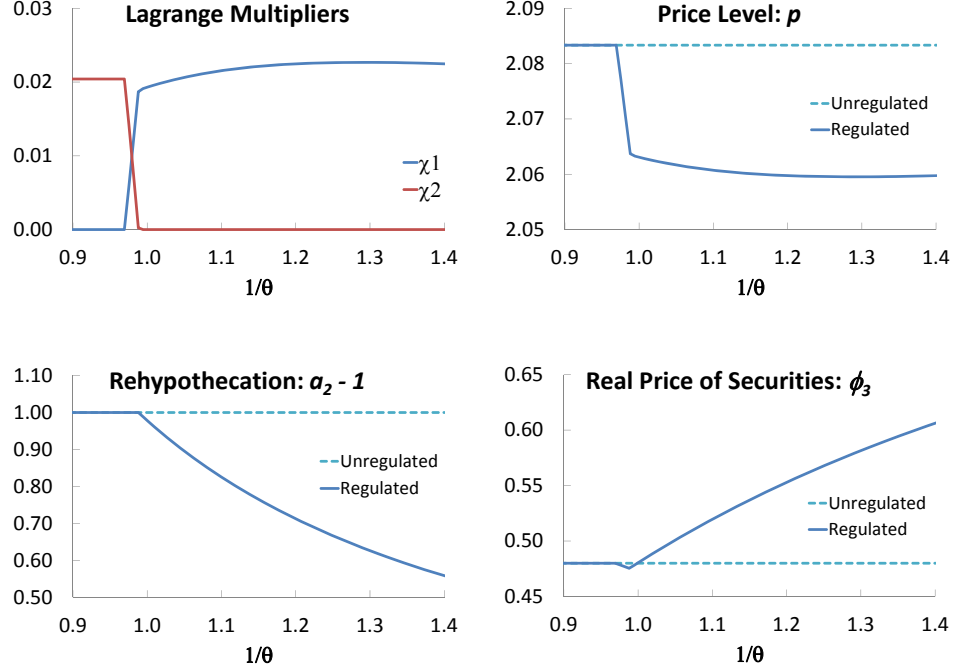 Lagrange Multipliers
0.03
0.02
0.01
0.00
χ1
χ2
0.9 1.0 1.1 1.2 1.3 1.4
1/θ
Price Level: p
2.09
2.08
2.07
2.06
2.05
Unregulated
Regulated
0.9 1.0 1.1 1.2 1.3 1.4
1/θ
Rehypothecation: a2 - 1
1.10
1.00
0.90
0.80
0.70
0.60
0.50
Unregulated
Regulated
0.9 1.0 1.1 1.2 1.3 1.4
1/θ
Real Price of Securities: ϕ3
0.65
0.60
0.55
0.50
0.45
Unregulated
Regulated
0.9 1.0 1.1 1.2 1.3 1.4
1/θ